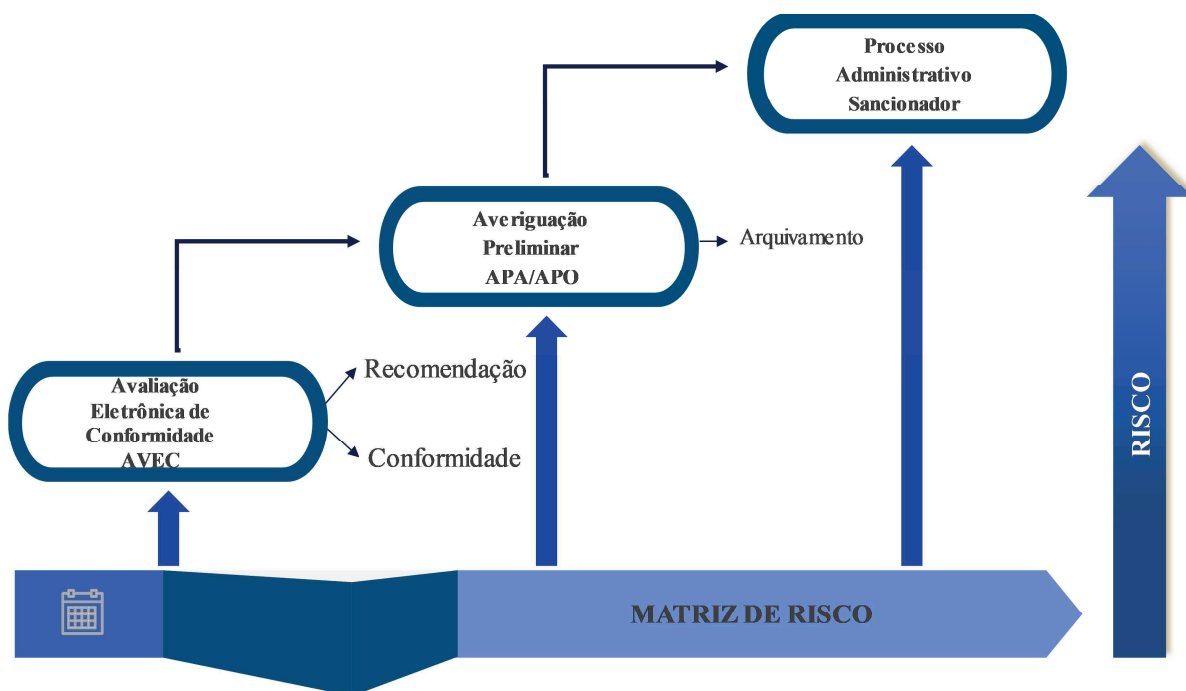 Processo
Administrativo
Sancionador
Averiguação
Preliminar
APA/APO
Arquivamento
Avaliação
Eletrônica de
Conformidade
AVEC
Recomendação
Conformidade
RISCO
MATRIZ DE RISCO